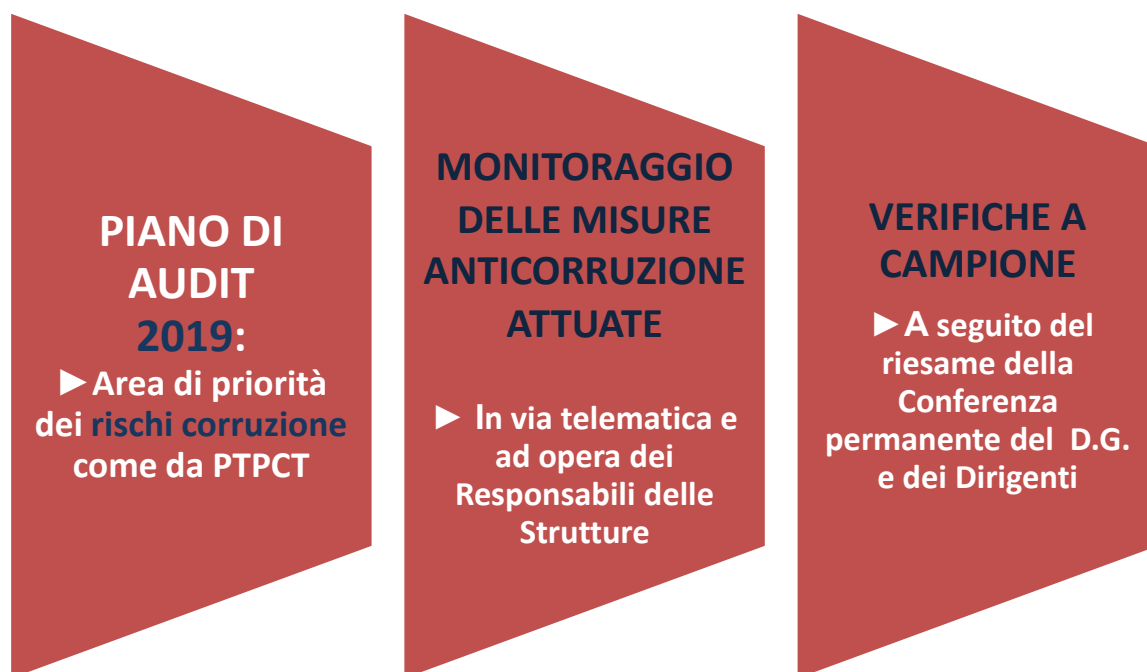 PIANO DI
AUDIT
2019:
►Area di priorità
dei rischi corruzione
come da PTPCT
MONITORAGGIO
DELLE MISURE
ANTICORRUZIONE
ATTUATE
► In via telematica e
ad opera dei
Responsabili delle
Strutture
VERIFICHE A
CAMPIONE
►A seguito del
riesame della
Conferenza
permanente del D.G.
e dei Dirigenti